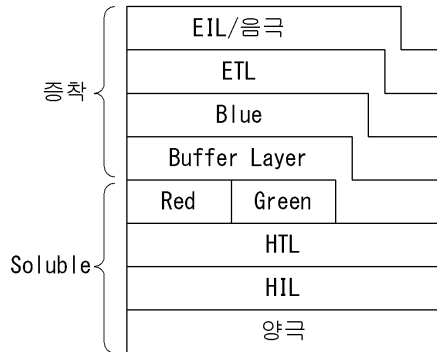 EIL/음극
ETL
증착
Blue
Buffer Layer
Red Green
HTL
Soluble
HIL
양극